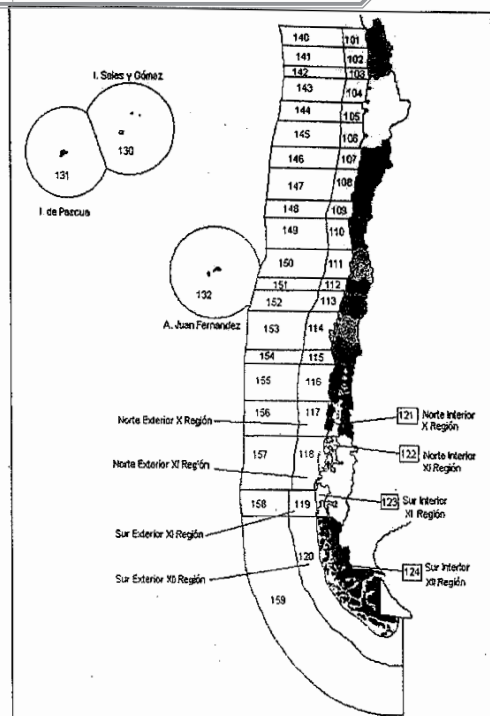 140 101
141 102
142 103
143 104
144 105
145 106
146 107
147 108
148 109
149 110
150 111
151 112
152 113
153 114
154 115
155 116
156 117
157 118
158 119
159 120
I. Sales y Gómez
130
131
I. de Pascua
132
A. Juan Fernandez
Norte Exterior X Región
Norte Exterior XI Región
Sur Exterior XI Región
Sur Exterior XII Región
121 Norte Interior
X Región
122 Norte Interior
XI Región
123 Sur Interior
XI Región
124 Sur Interior
XII Región